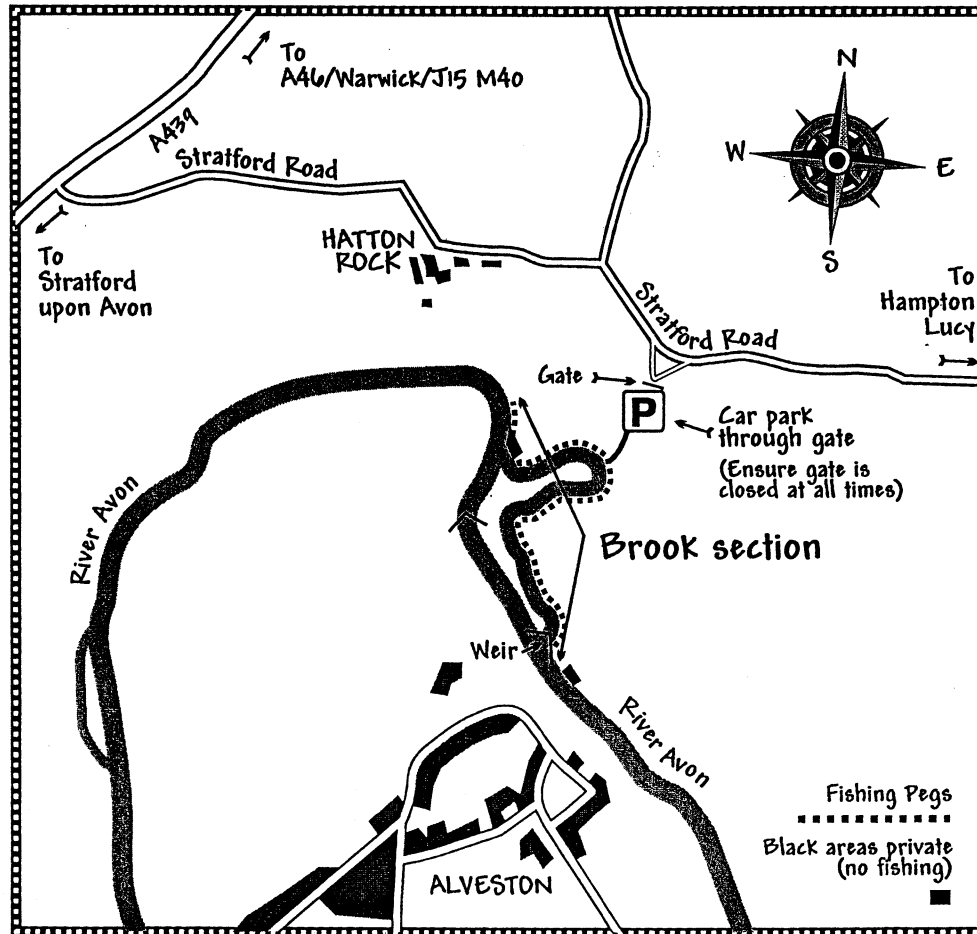 To
A46/Warwick/J15 M40
A439
Stratford Road
To
Stratford
upon Avon
HATTON
ROCK
N
W
E
S
To
Hampton
Lucy
Stratford Road
Gate
P
Car park
through gate
(Ensure gate is
closed at all times)
River Avon
Brook section
Weir
River Avon
ALVESTON
Fishing Pegs
Black areas private
(no fishing)